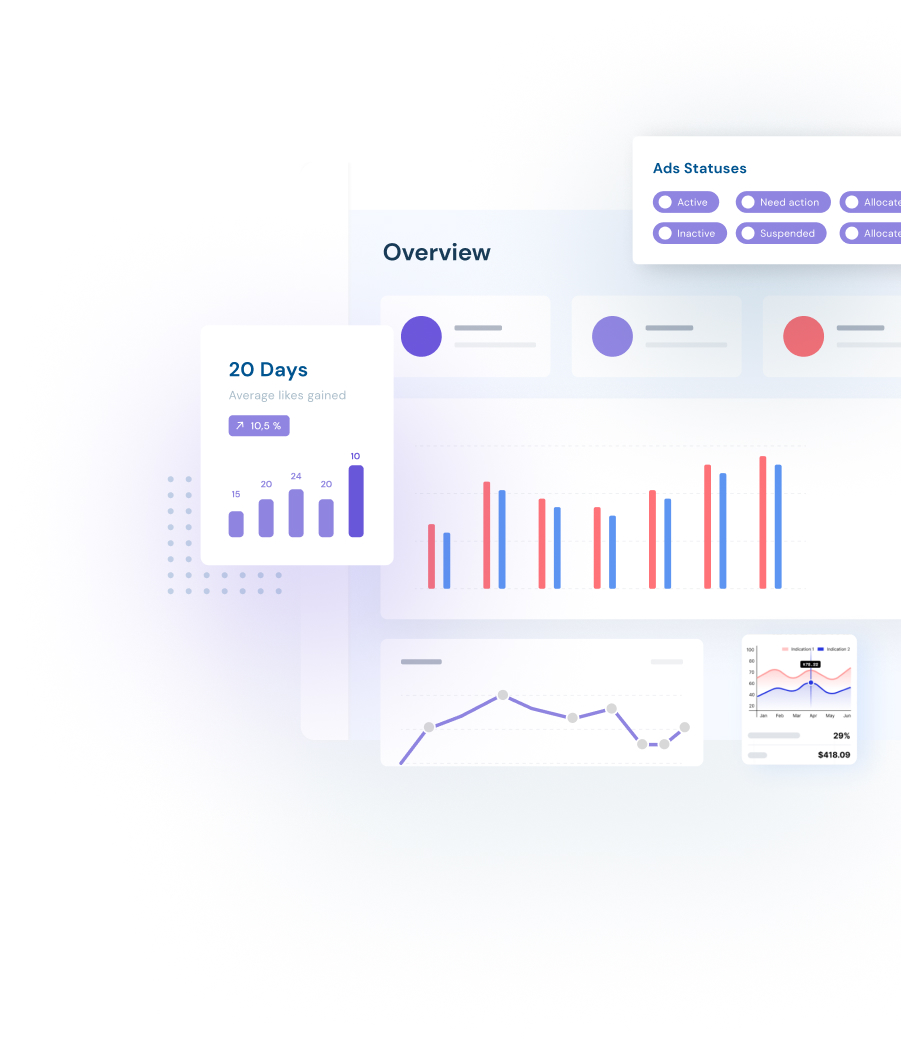 Ads Statuses
Active Need action Allocate
Inactive Suspended Allocate
Overview
20 Days
Average likes gained
10,5 %
10
24
20 20
15
Indication 1 Indication 2
100
80
70
60
40
20
Jan Feb Mar Apr May Jun
29%
$418.09